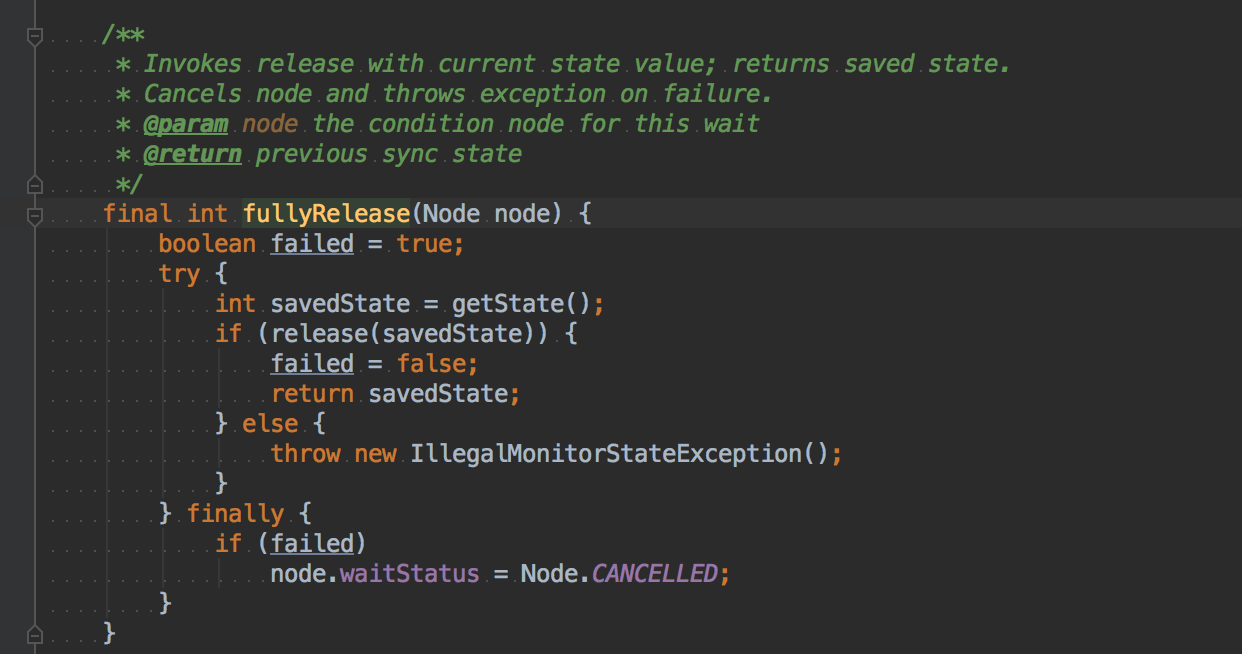 /**
 * Invokes release with current state value; returns saved state.
 * Cancels node and throws exception on failure.
 * @param node the condition node for this wait
 * @return previous sync state
 */
final int fullyRelease(Node node) {
    boolean failed = true;
    try {
        int savedState = getState();
        if (release(savedState)) {
            failed = false;
            return savedState;
        } else {
            throw new IllegalMonitorStateException();
        }
    } finally {
        if (failed)
            node.waitStatus = Node.CANCELLED;
    }
}